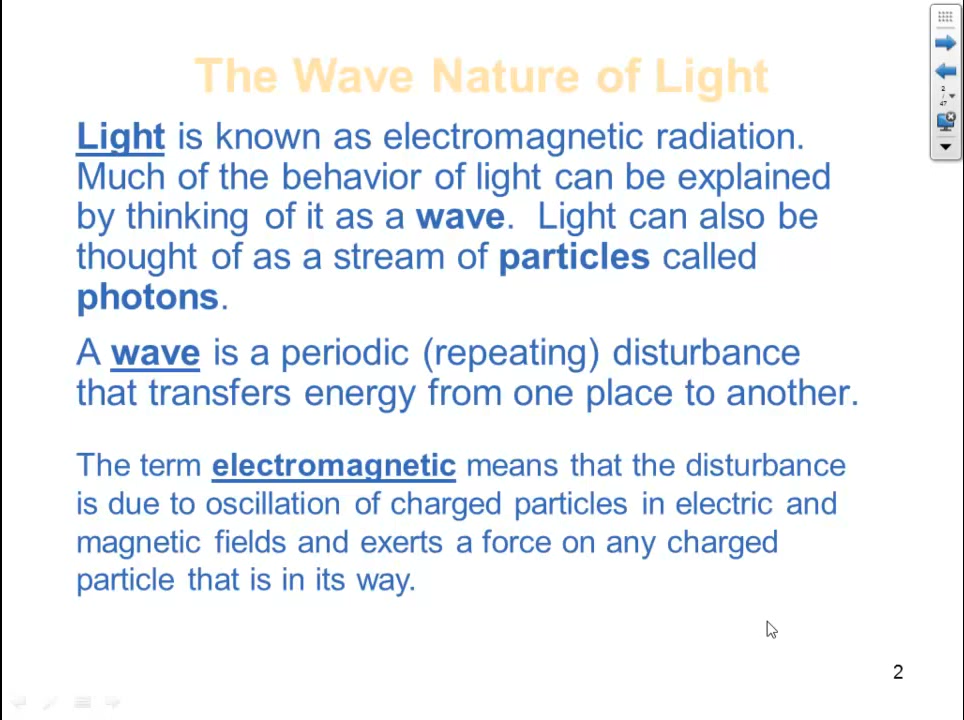 The Wave Nature of Light
Light is known as electromagnetic radiation.
Much of the behavior of light can be explained
by thinking of it as a wave. Light can also be
thought of as a stream of particles called
photons.
A wave is a periodic (repeating) disturbance
that transfers energy from one place to another.
The term electromagnetic means that the disturbance
is due to oscillation of charged particles in electric and
magnetic fields and exerts a force on any charged
particle that is in its way.
2
2
/
47